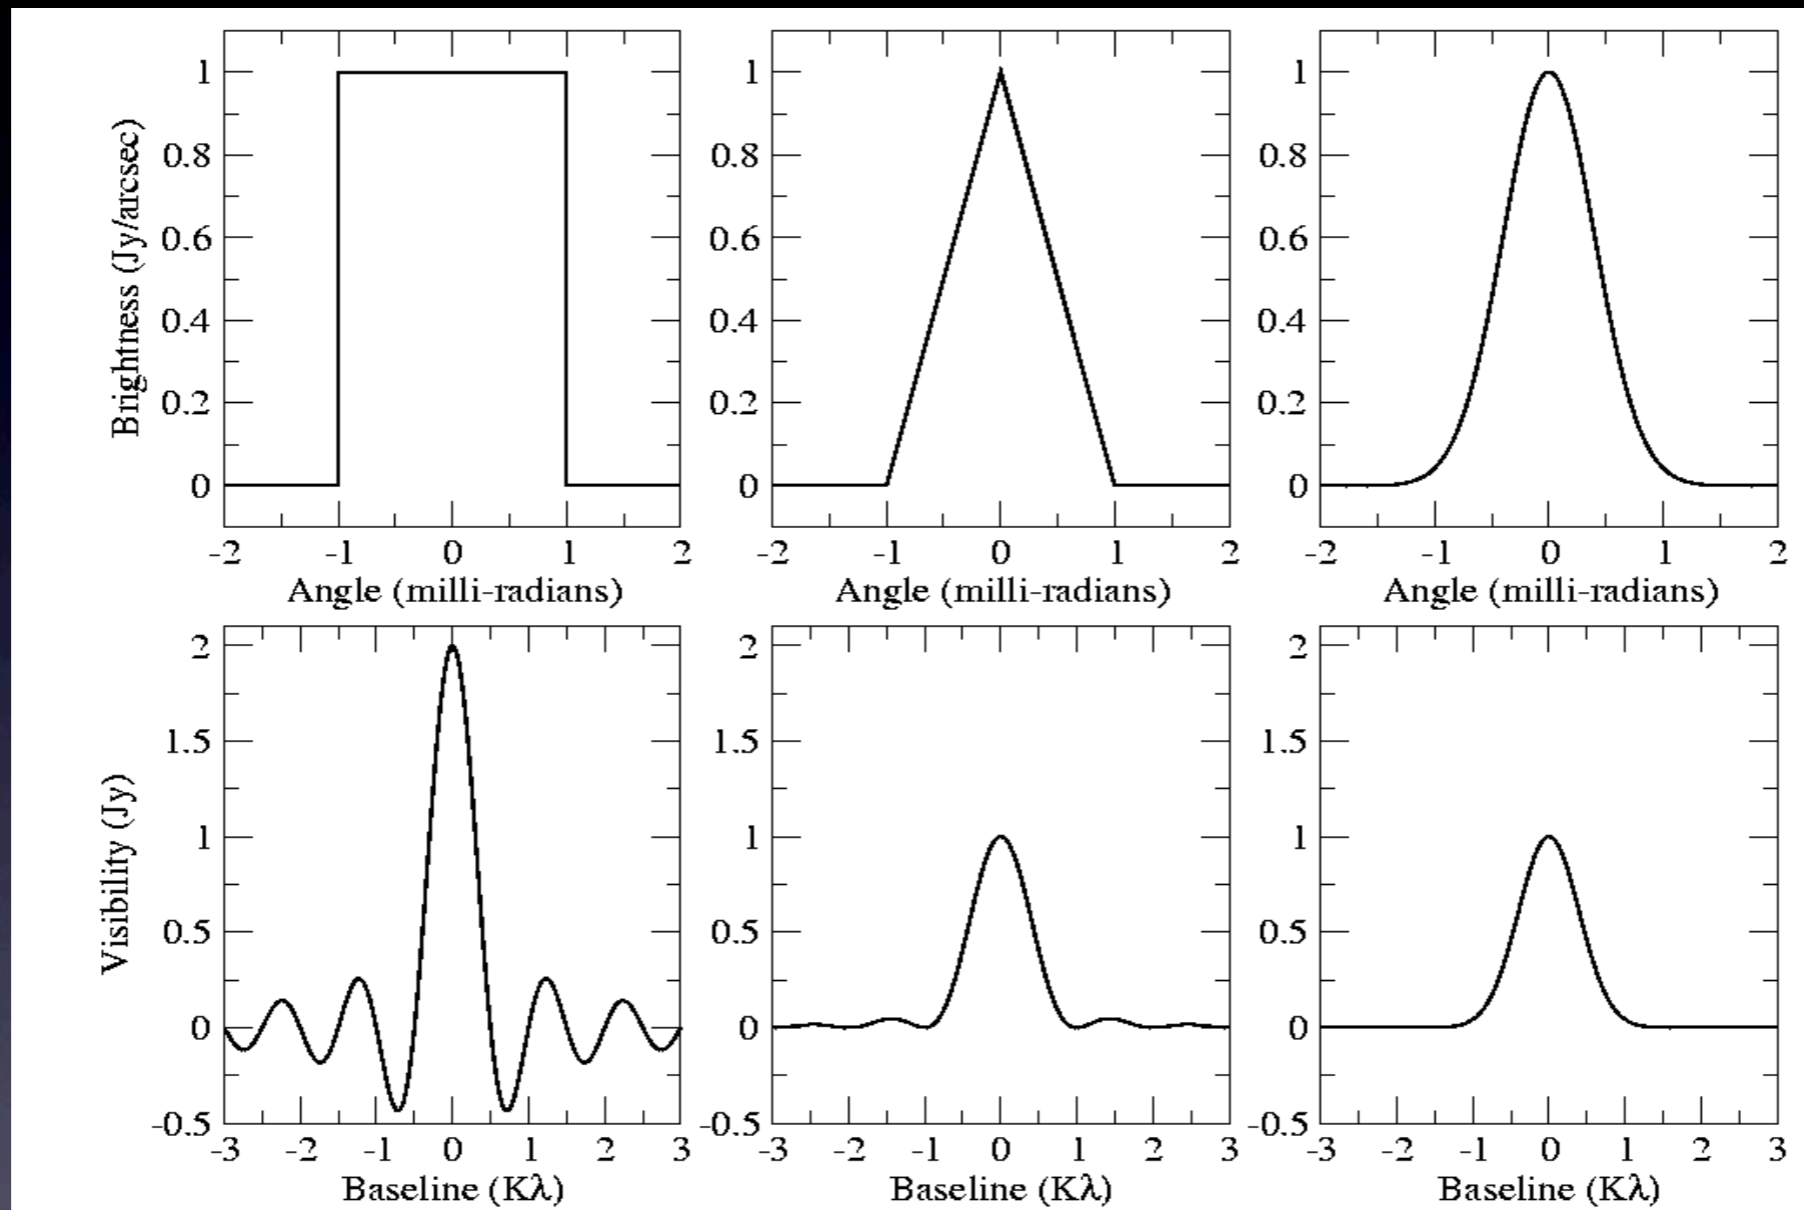 Brightness (Jy/arcsec)
1
0.8
0.6
0.4
0.2
0
-2 -1 0 1 2
Angle (milli-radians)
1
0.8
0.6
0.4
0.2
0
-2 -1 0 1 2
Angle (milli-radians)
1
0.8
0.6
0.4
0.2
0
-2 -1 0 1 2
Angle (milli-radians)
Visibility (Jy)
2
1.5
1
0.5
0
-0.5
-3 -2 -1 0 1 2 3
Baseline (Kλ)
2
1.5
1
0.5
0
-0.5
-3 -2 -1 0 1 2 3
Baseline (Kλ)
2
1.5
1
0.5
0
-0.5
-3 -2 -1 0 1 2 3
Baseline (Kλ)